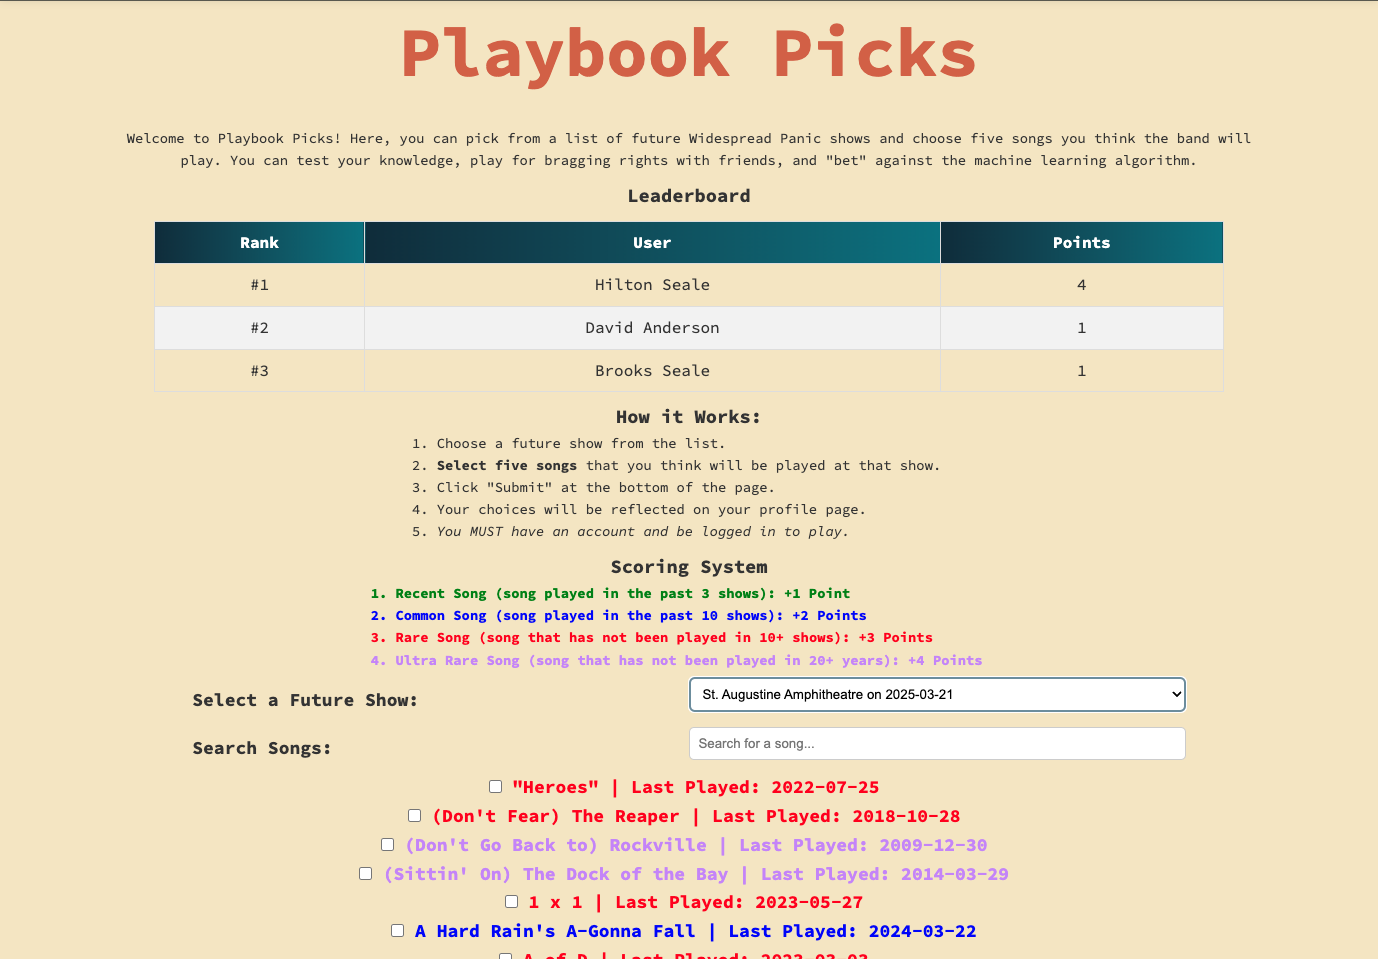 Playbook Picks
Welcome to Playbook Picks! Here, you can pick from a list of future Widespread Panic shows and choose five songs you think the band will
play. You can test your knowledge, play for bragging rights with friends, and "bet" against the machine learning algorithm.
Leaderboard
Rank User Points
#1 Hilton Seale 4
#2 David Anderson 1
#3 Brooks Seale 1
How it Works:
1. Choose a future show from the list.
2. Select five songs that you think will be played at that show.
3. Click "Submit" at the bottom of the page.
4. Your choices will be reflected on your profile page.
5. You MUST have an account and be logged in to play.
Scoring System
1. Recent Song (song played in the past 3 shows): +1 Point
2. Common Song (song played in the past 10 shows): +2 Points
3. Rare Song (song that has not been played in 10+ shows): +3 Points
4. Ultra Rare Song (song that has not been played in 20+ years): +4 Points
Select a Future Show: St. Augustine Amphitheatre on 2025-03-21
Search Songs: Search for a song...
"Heroes" | Last Played: 2022-07-25
(Don't Fear) The Reaper | Last Played: 2018-10-28
(Don't Go Back to) Rockville | Last Played: 2009-12-30
(Sittin' On) The Dock of the Bay | Last Played: 2014-03-29
1 x 1 | Last Played: 2023-05-27
A Hard Rain's A-Gonna Fall | Last Played: 2024-03-22
A of D | Last Played: